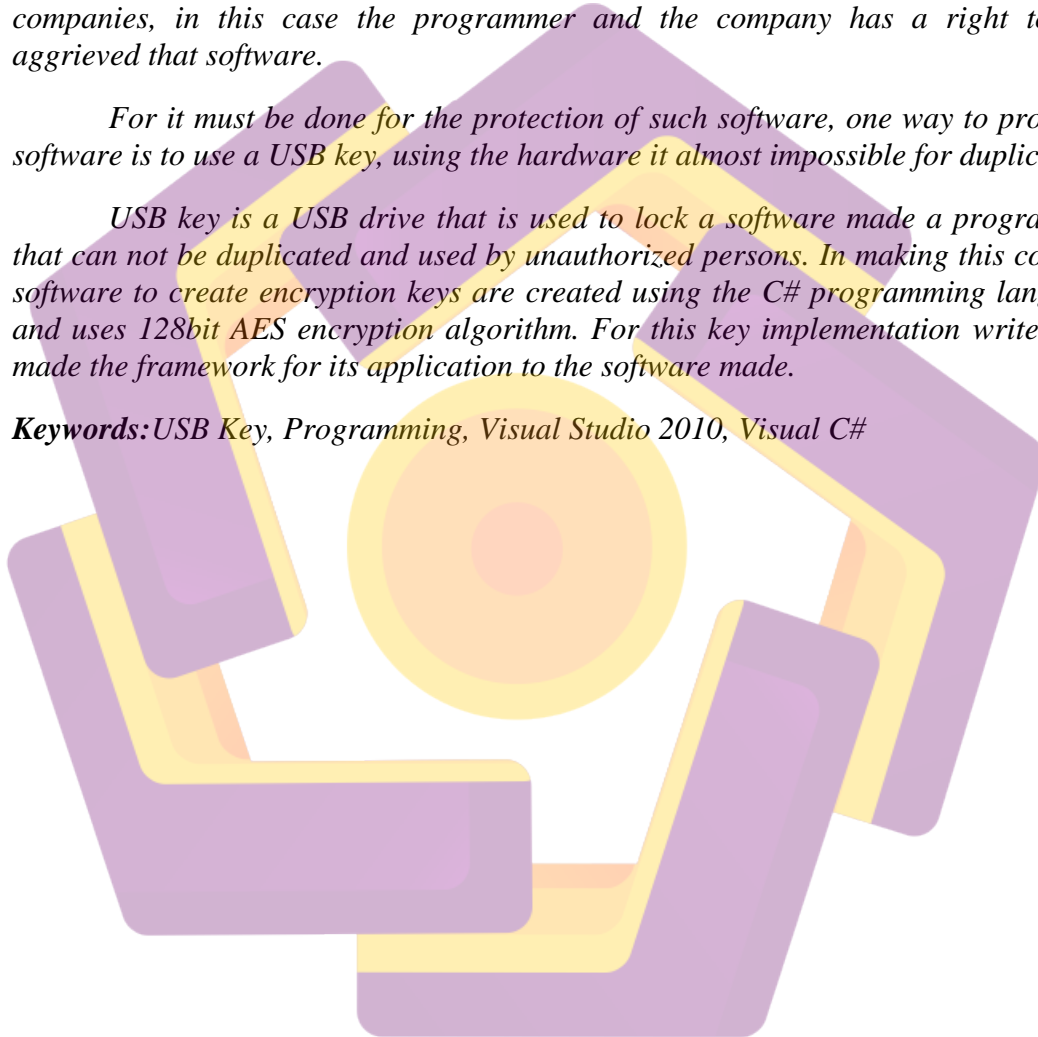 companies, in this case the programmer and the company has a right to
aggrieved that software.
For it must be done for the protection of such software, one way to pro
software is to use a USB key, using the hardware it almost impossible for duplic
USB key is a USB drive that is used to lock a software made a progra
that can not be duplicated and used by unauthorized persons. In making this co
software to create encryption keys are created using the C# programming lan
and uses 128bit AES encryption algorithm. For this key implementation write
made the framework for its application to the software made.
Keywords:USB Key, Programming, Visual Studio 2010, Visual C#